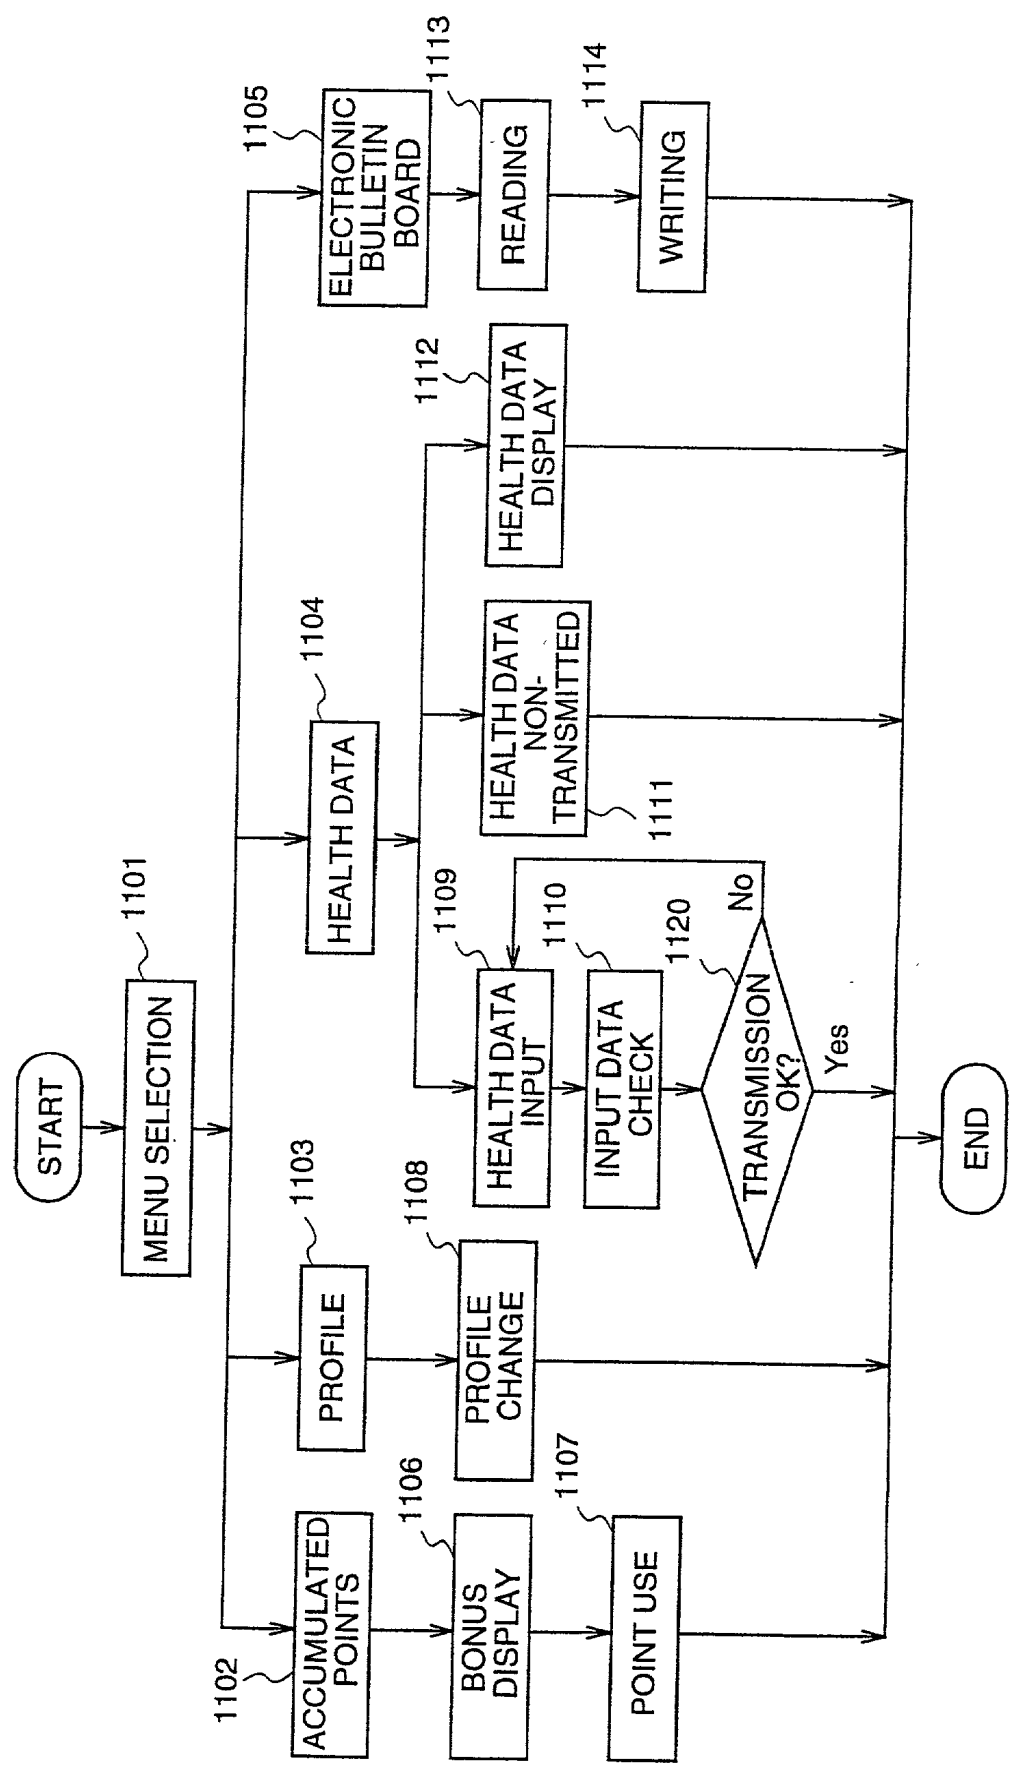 START
1101
MENU SELECTION
1102
ACCUMULATED
POINTS
1103
PROFILE
1104
HEALTH DATA
1105
ELECTRONIC
BULLETIN
BOARD
1106
BONUS
DISPLAY
1108
PROFILE
CHANGE
1109
HEALTH DATA
INPUT
HEALTH DATA
NON-
TRANSMITTED
1111
1112
HEALTH DATA
DISPLAY
1113
READING
1107
POINT USE
1110
INPUT DATA
CHECK
1114
WRITING
1120
TRANSMISSION
OK?
No
Yes
END